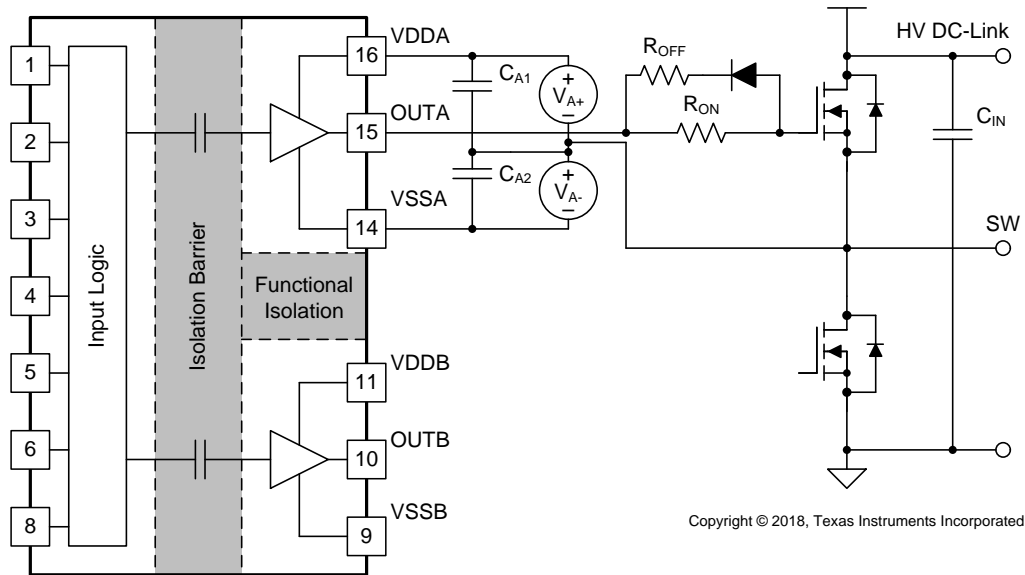 1
2
3
4
5
6
8
Input Logic
Isolation Barrier
Functional
Isolation
16
VDDA
15
OUTA
14
VSSA
11
VDDB
10
OUTB
9
VSSB
CA1
CA2
+
VA+
−
+
VA-
−
ROFF
RON
HV DC-Link
CIN
SW
Copyright © 2018, Texas Instruments Incorporated